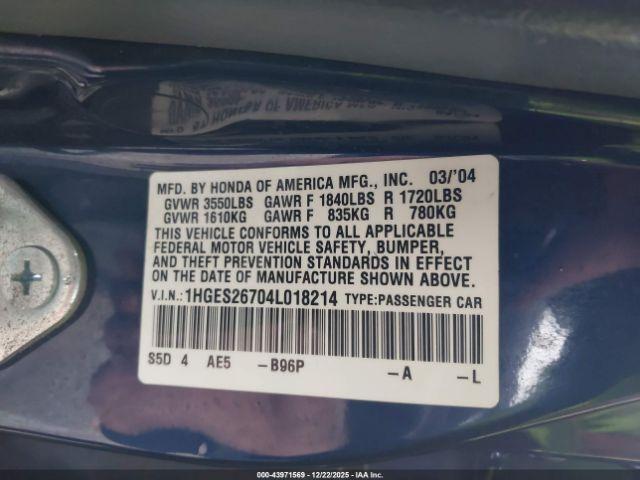 MFD. BY HONDA OF AMERICA MFG., INC. 03/'04
GVWR 3550LBS GAWR F 1840LBS R 1720LBS
GVWR 1610KG GAWR F 835KG R 780KG
THIS VEHICLE CONFORMS TO ALL APPLICABLE
FEDERAL MOTOR VEHICLE SAFETY, BUMPER,
AND THEFT PREVENTION STANDARDS IN EFFECT
ON THE DATE OF MANUFACTURE SHOWN ABOVE.
V.I.N.: 1HGES26704L018214 TYPE:PASSENGER CAR
S5D 4 AE5 -B96P -A -L
000-43971569 - 12/22/2025 - IAAI.COM